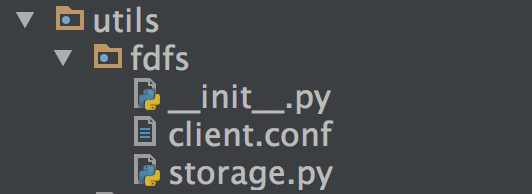 utils
fdfs
__init__.py
client.conf
storage.py